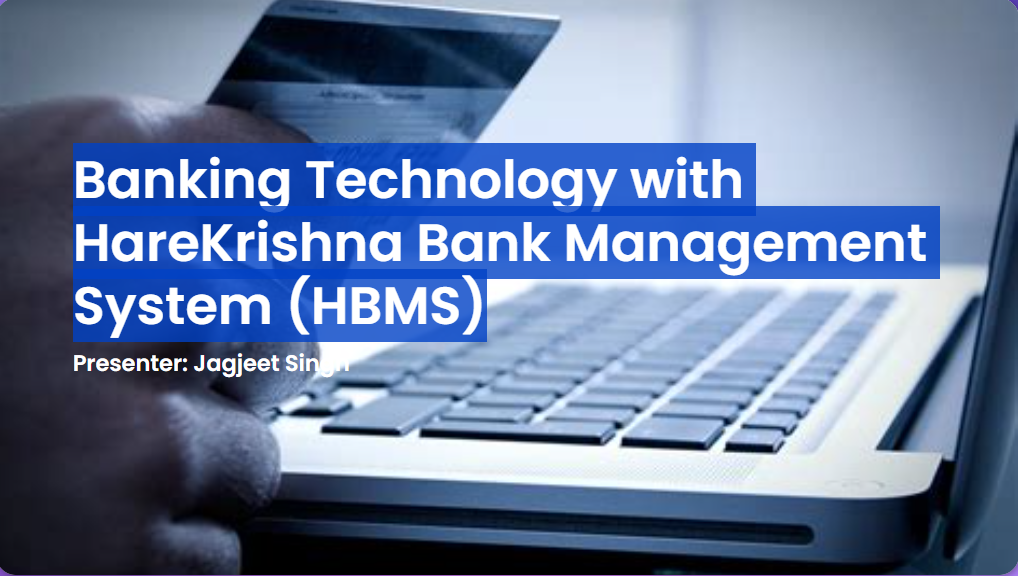 Banking Technology with
HareKrishna Bank Management
System (HBMS)
Presenter: Jagjeet Singh